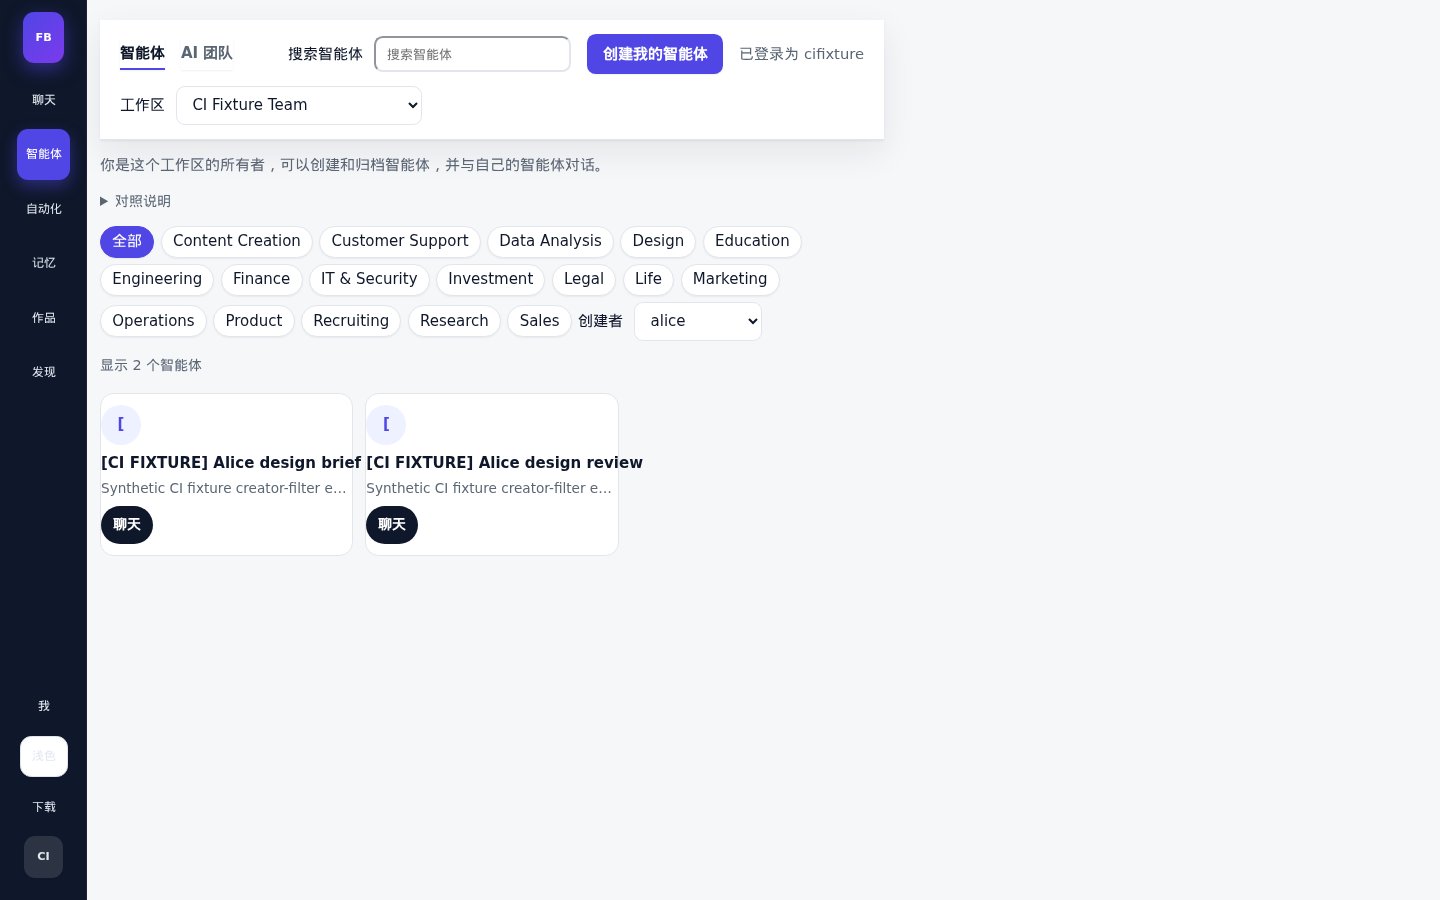 FB
聊天
智能体
自动化
记忆
作品
发现
我
浅色
下载
CI
智能体 AI 团队 搜索智能体 搜索智能体 创建我的智能体 已登录为 cifixture
工作区 CI Fixture Team
你是这个工作区的所有者，可以创建和归档智能体，并与自己的智能体对话。
▶ 对照说明
全部 Content Creation Customer Support Data Analysis Design Education
Engineering Finance IT & Security Investment Legal Life Marketing
Operations Product Recruiting Research Sales 创建者 alice
显示 2 个智能体
[ [
[CI FIXTURE] Alice design brief [CI FIXTURE] Alice design review
Synthetic CI fixture creator-filter e... Synthetic CI fixture creator-filter e...
聊天 聊天